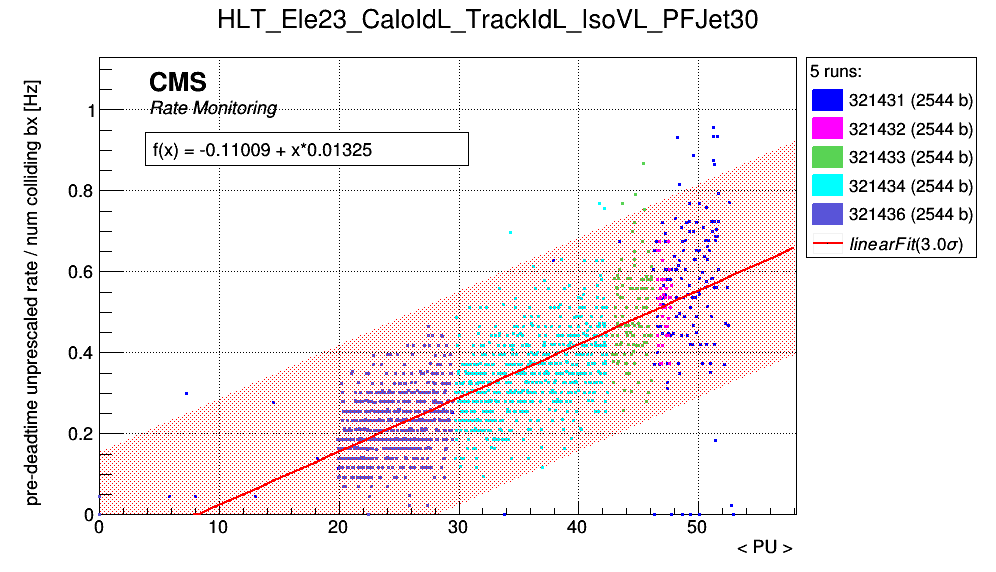 HLT_Ele23_CaloIdL_TrackIdL_IsoVL_PFJet30
pre-deadtime unprescaled rate / num colliding bx [Hz]
CMS
Rate Monitoring
f(x) = -0.11009 + x*0.01325
1
0.8
0.6
0.4
0.2
0
0 10 20 30 40 50
< PU >
5 runs:
321431 (2544 b)
321432 (2544 b)
321433 (2544 b)
321434 (2544 b)
321436 (2544 b)
linearFit(3.0σ)